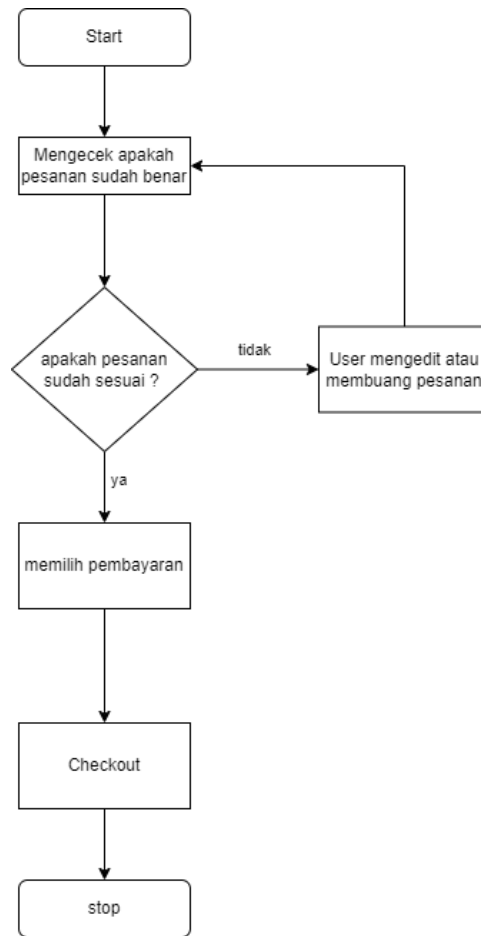 Start
Mengecek apakah
pesanan sudah benar
apakah pesanan
sudah sesuai ?
tidak
User mengedit atau
membuang pesanan
ya
memilih pembayaran
Checkout
stop